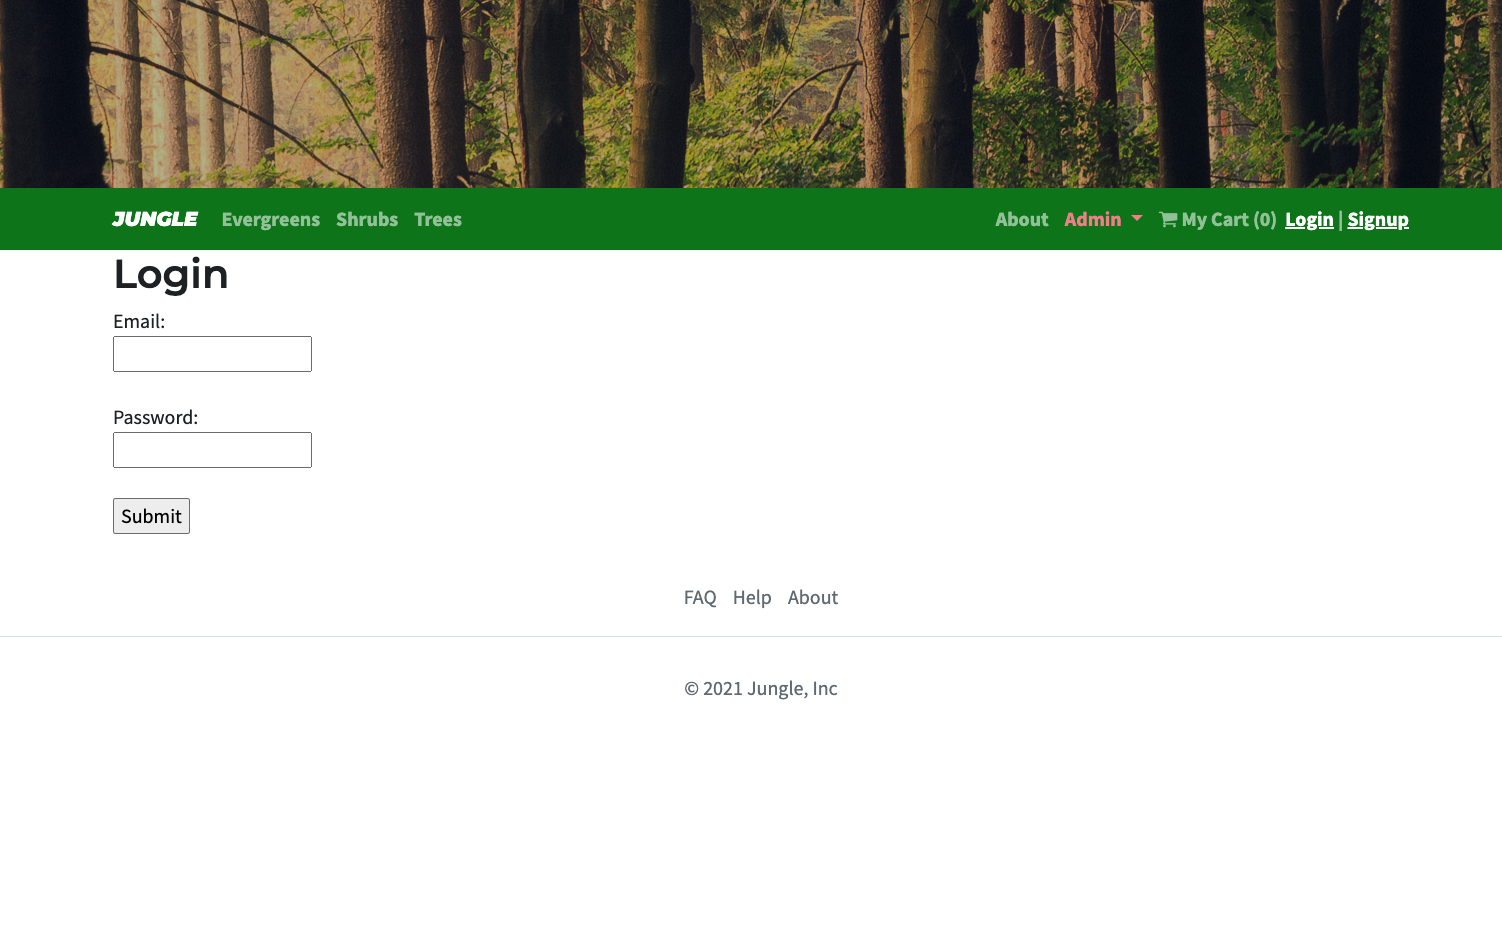 JUNGLE Evergreens Shrubs Trees About Admin My Cart (0) Login | Signup
Login
Email:
Password:
Submit
FAQ Help About
© 2021 Jungle, Inc